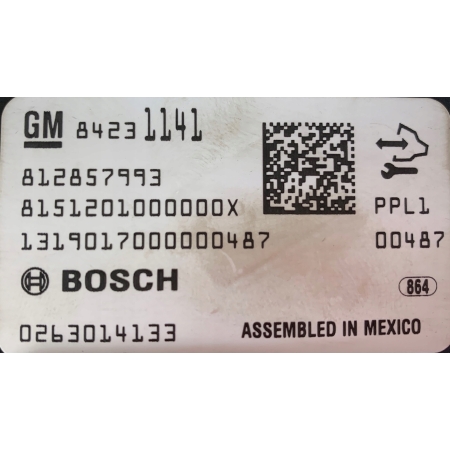 GM 84231141
812857993
8151201000000X PPL1
1319017000000487 00487
BOSCH 864
0263014133 ASSEMBLED IN MEXICO